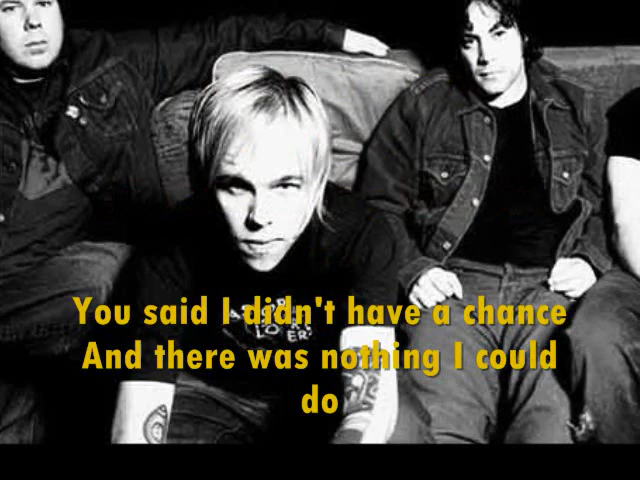 You said I didn't have a chance
And there was nothing I could
do